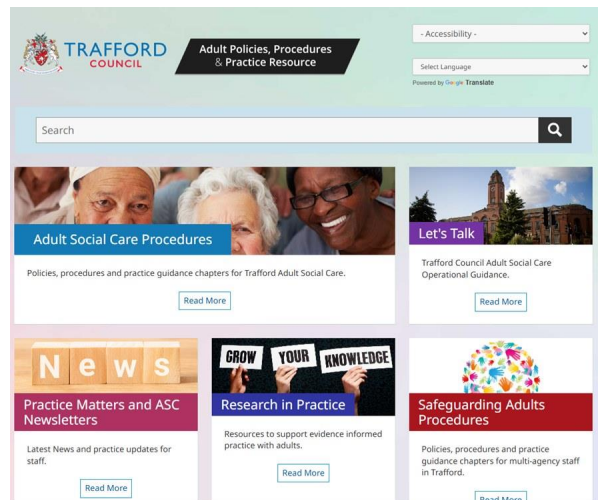 TRAFFORD
COUNCIL
Adult Policies, Procedures
& Practice Resource
- Accessibility -
Select Language
Powered by Google Translate
Search
Adult Social Care Procedures
Policies, procedures and practice guidance chapters for Trafford Adult Social Care.
Read More
Let's Talk
Trafford Council Adult Social Care
Operational Guidance.
Read More
News
Practice Matters and ASC
Newsletters
Latest News and practice updates for
staff.
Read More
GROW YOUR KNOWLEDGE
Research in Practice
Resources to support evidence informed
practice with adults.
Read More
Safeguarding Adults
Procedures
Policies, procedures and practice
guidance chapters for multi-agency staff
in Trafford.
Read More